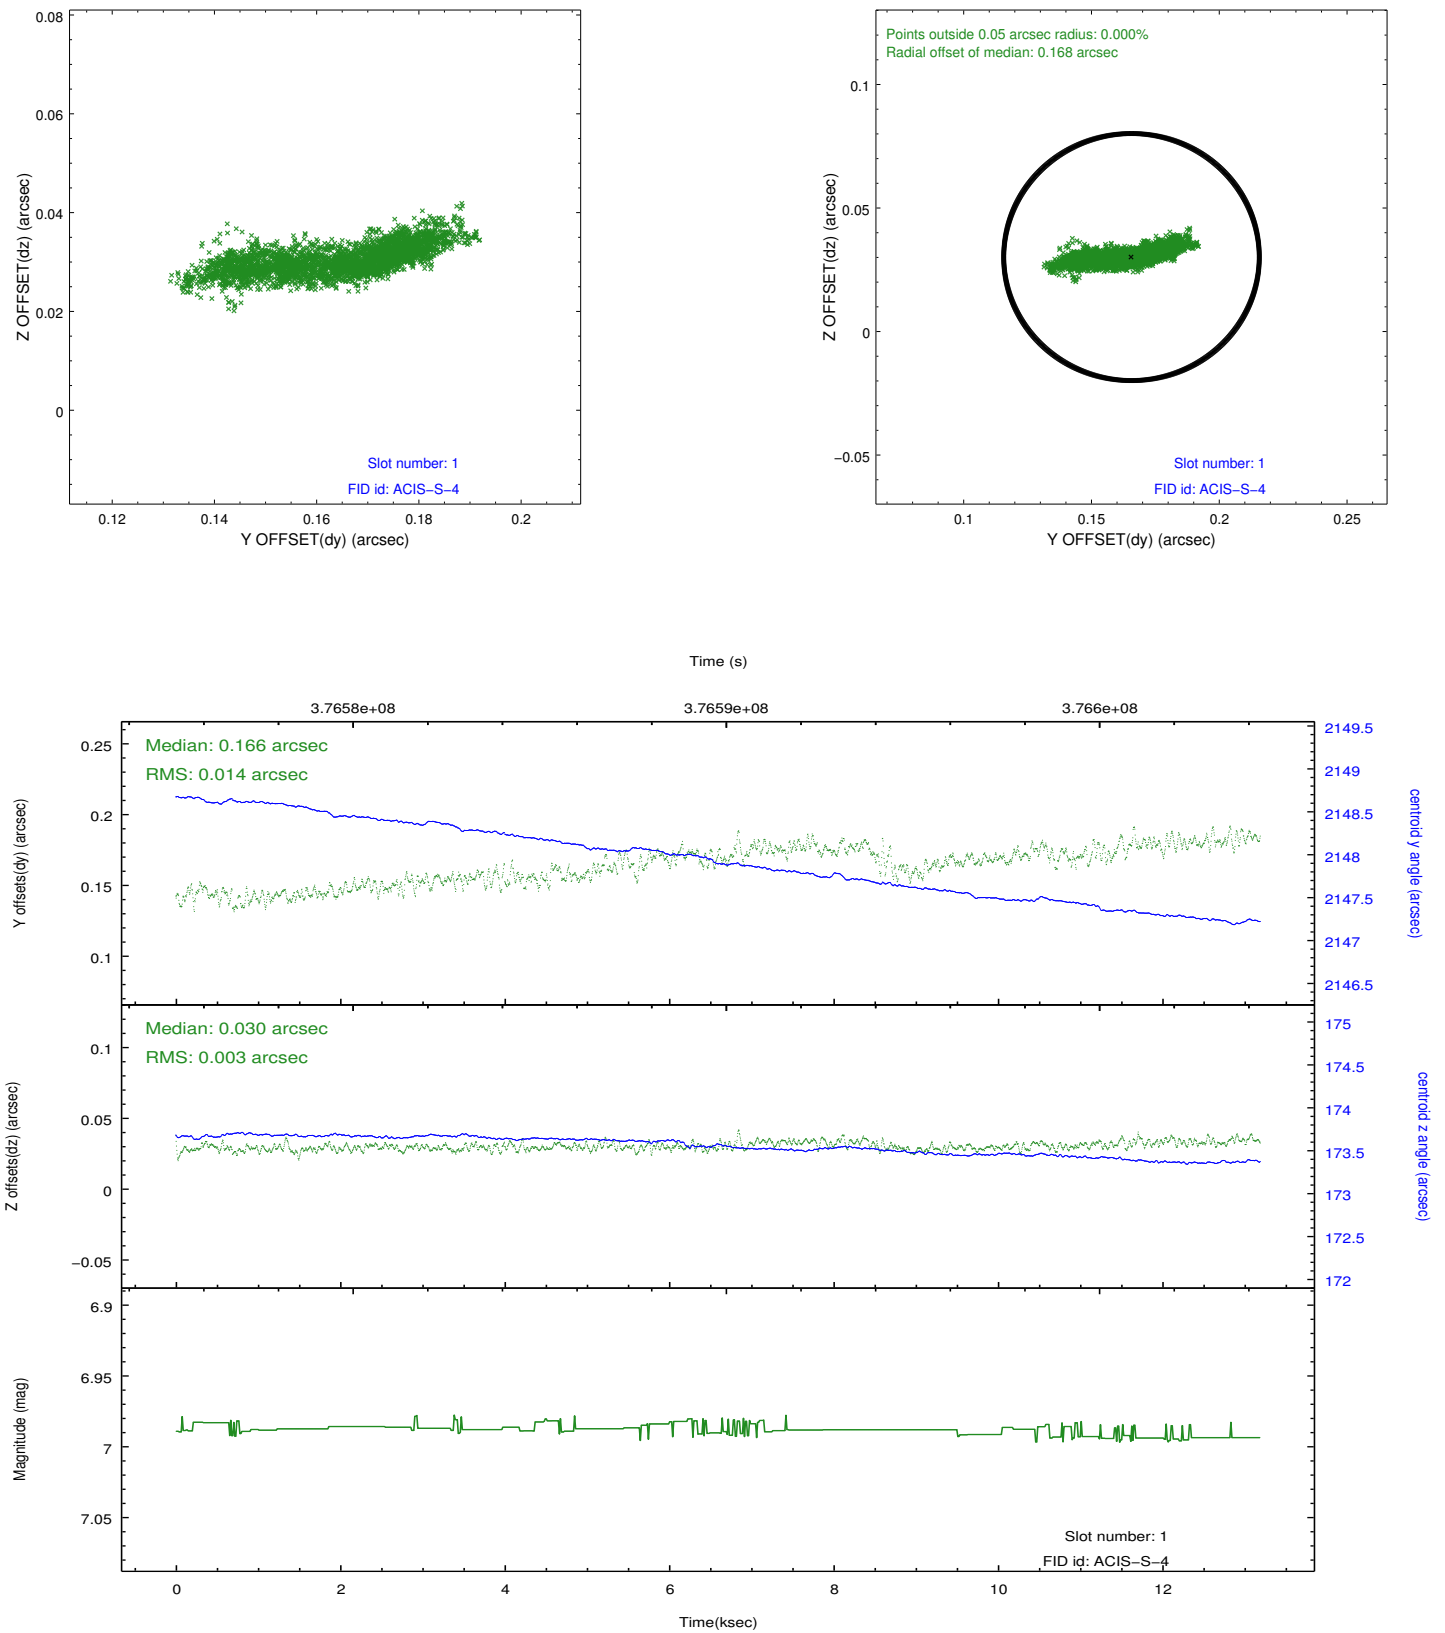 0.08
0.06
0.04
0.02
0
Z OFFSET(dz) (arcsec)
Slot number: 1
FID id: ACIS−S−4
0.12 0.14 0.16 0.18 0.2
Y OFFSET(dy) (arcsec)
Points outside 0.05 arcsec radius: 0.000%
Radial offset of median: 0.168 arcsec
0.1
0.05
0
−0.05
Z OFFSET(dz) (arcsec)
Slot number: 1
FID id: ACIS−S−4
0.1 0.15 0.2 0.25
Y OFFSET(dy) (arcsec)
Time (s)
3.7658e+08 3.7659e+08 3.766e+08
Median: 0.166 arcsec
RMS: 0.014 arcsec
0.25
0.2
0.15
0.1
Y offsets(dy) (arcsec)
2149.5
2149
2148.5
2148
2147.5
2147
2146.5
centroid y angle (arcsec)
Median: 0.030 arcsec
RMS: 0.003 arcsec
0.1
0.05
0
−0.05
Z offsets(dz) (arcsec)
175
174.5
174
173.5
173
172.5
172
centroid z angle (arcsec)
6.9
6.95
7
7.05
Magnitude (mag)
Slot number: 1
FID id: ACIS−S−4
0 2 4 6 8 10 12
Time(ksec)